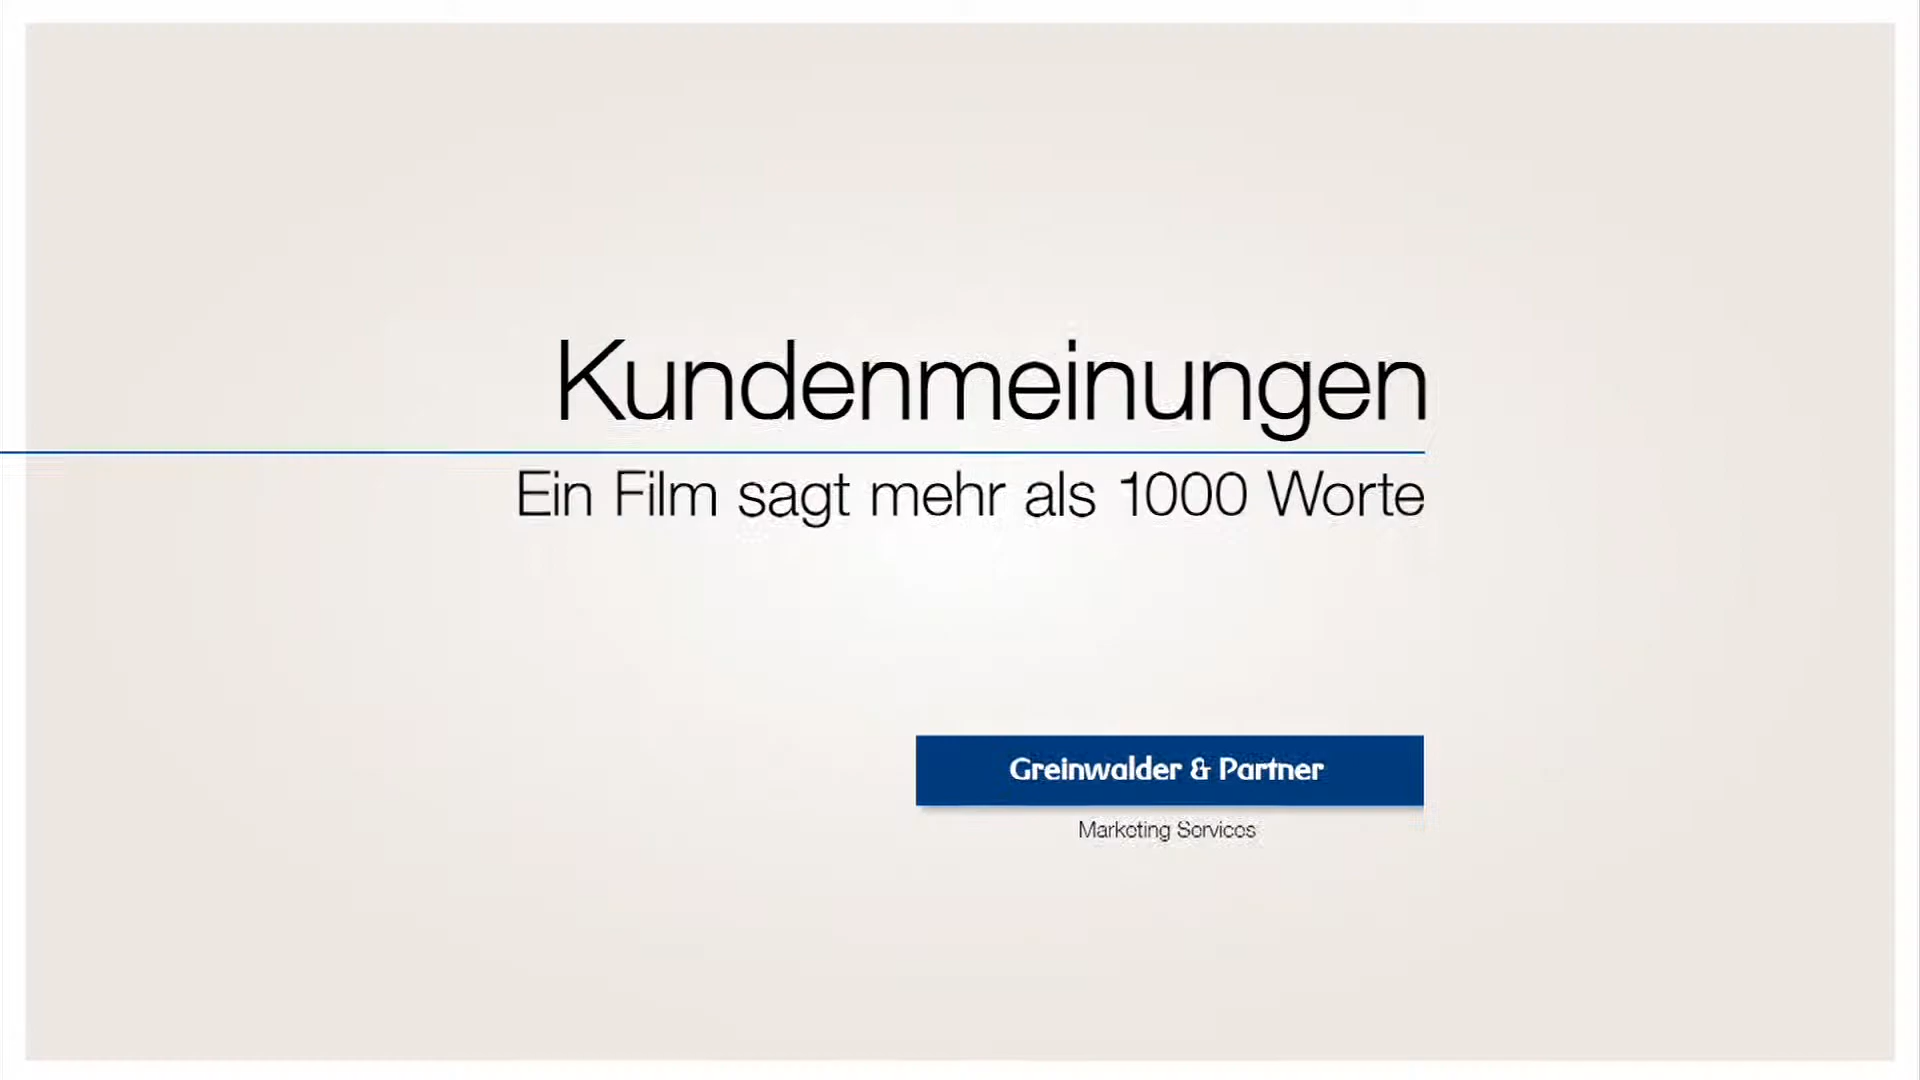 Kundenmeinungen
Ein Film sagt mehr als 1000 Worte
Greinwalder & Partner
Marketing Services